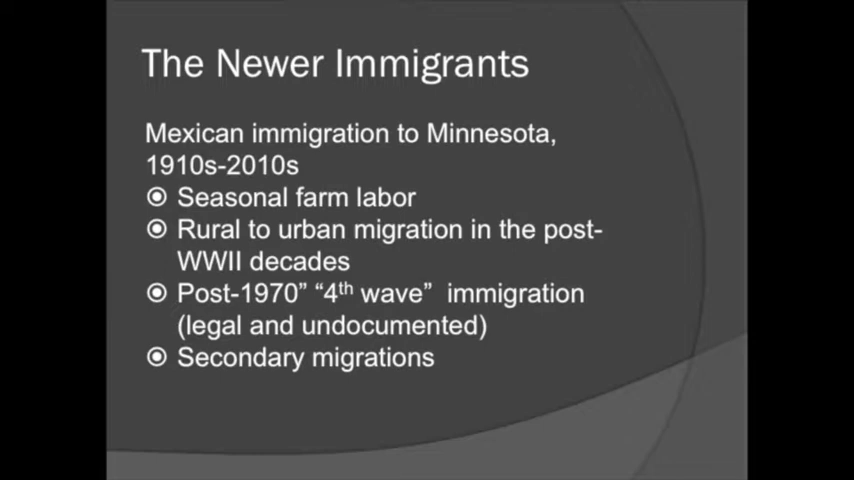 The Newer Immigrants
Mexican immigration to Minnesota,
1910s-2010s
Seasonal farm labor
Rural to urban migration in the post-
WWII decades
Post-1970” “4th wave” immigration
(legal and undocumented)
Secondary migrations